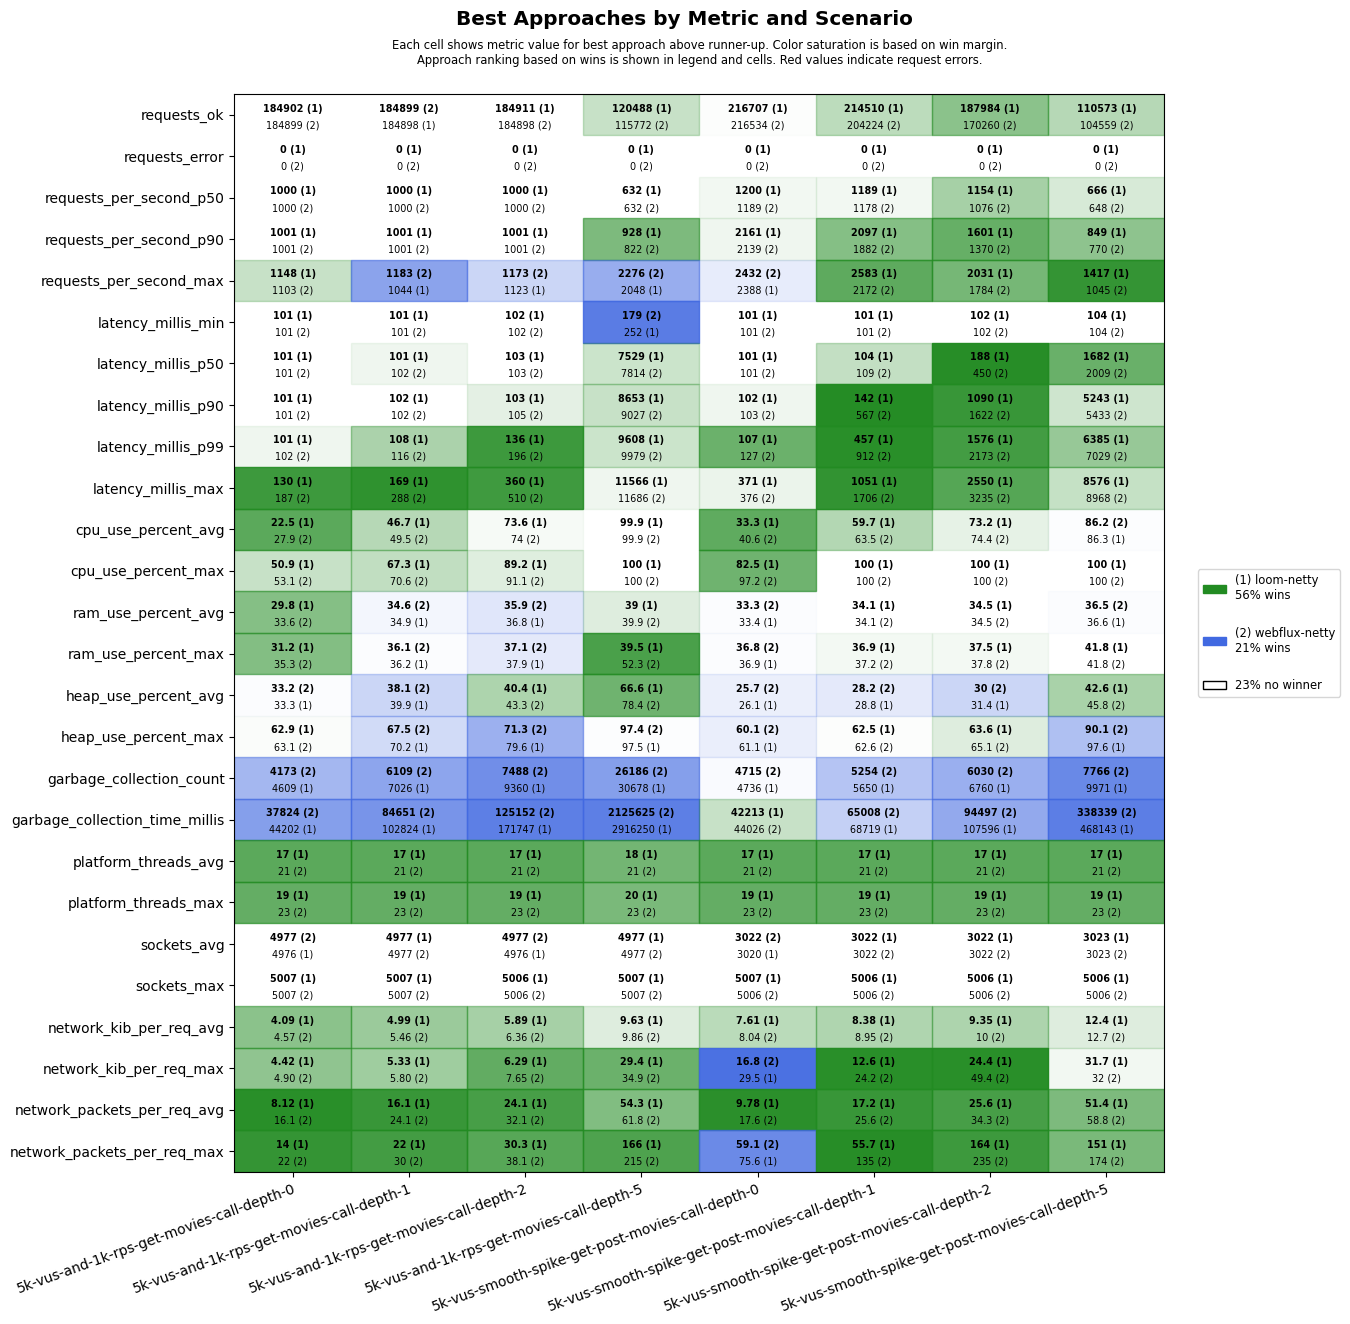 Best Approaches by Metric and Scenario
Each cell shows metric value for best approach above runner-up. Color saturation is based on win margin.
Approach ranking based on wins is shown in legend and cells. Red values indicate request errors.
requests_ok
184902 (1) 184899 (2) 184911 (1) 120488 (1) 216707 (1) 214510 (1) 187984 (1) 110573 (1)
184899 (2) 184898 (1) 184898 (2) 115772 (2) 216534 (2) 204224 (2) 170260 (2) 104559 (2)
requests_error
0 (1) 0 (1) 0 (1) 0 (1) 0 (1) 0 (1) 0 (1) 0 (1)
0 (2) 0 (2) 0 (2) 0 (2) 0 (2) 0 (2) 0 (2) 0 (2)
requests_per_second_p50
1000 (1) 1000 (1) 1000 (1) 632 (1) 1200 (1) 1189 (1) 1154 (1) 666 (1)
1000 (2) 1000 (2) 1000 (2) 632 (2) 1189 (2) 1178 (2) 1076 (2) 648 (2)
requests_per_second_p90
1001 (1) 1001 (1) 1001 (1) 928 (1) 2161 (1) 2097 (1) 1601 (1) 849 (1)
1001 (2) 1001 (2) 1001 (2) 822 (2) 2139 (2) 1882 (2) 1370 (2) 770 (2)
requests_per_second_max
1148 (1) 1183 (2) 1173 (2) 2276 (2) 2432 (2) 2583 (1) 2031 (1) 1417 (1)
1103 (2) 1044 (1) 1123 (1) 2048 (1) 2388 (1) 2172 (2) 1784 (2) 1045 (2)
latency_millis_min
101 (1) 101 (1) 102 (1) 179 (2) 101 (1) 101 (1) 102 (1) 104 (1)
101 (2) 101 (2) 102 (2) 252 (1) 101 (2) 101 (2) 102 (2) 104 (2)
latency_millis_p50
101 (1) 101 (1) 103 (1) 7529 (1) 101 (1) 104 (1) 188 (1) 1682 (1)
101 (2) 102 (2) 103 (2) 7814 (2) 101 (2) 109 (2) 450 (2) 2009 (2)
latency_millis_p90
101 (1) 102 (1) 103 (1) 8653 (1) 102 (1) 142 (1) 1090 (1) 5243 (1)
101 (2) 102 (2) 105 (2) 9027 (2) 103 (2) 567 (2) 1622 (2) 5433 (2)
latency_millis_p99
101 (1) 108 (1) 136 (1) 9608 (1) 107 (1) 457 (1) 1576 (1) 6385 (1)
102 (2) 116 (2) 196 (2) 9979 (2) 127 (2) 912 (2) 2173 (2) 7029 (2)
latency_millis_max
130 (1) 169 (1) 360 (1) 11566 (1) 371 (1) 1051 (1) 2550 (1) 8576 (1)
187 (2) 288 (2) 510 (2) 11686 (2) 376 (2) 1706 (2) 3235 (2) 8968 (2)
cpu_use_percent_avg
22.5 (1) 46.7 (1) 73.6 (1) 99.9 (1) 33.3 (1) 59.7 (1) 73.2 (1) 86.2 (2)
27.9 (2) 49.5 (2) 74 (2) 99.9 (2) 40.6 (2) 63.5 (2) 74.4 (2) 86.3 (1)
cpu_use_percent_max
50.9 (1) 67.3 (1) 89.2 (1) 100 (1) 82.5 (1) 100 (1) 100 (1) 100 (1)
53.1 (2) 70.6 (2) 91.1 (2) 100 (2) 97.2 (2) 100 (2) 100 (2) 100 (2)
ram_use_percent_avg
29.8 (1) 34.6 (2) 35.9 (2) 39 (1) 33.3 (2) 34.1 (1) 34.5 (1) 36.5 (2)
33.6 (2) 34.9 (1) 36.8 (1) 39.9 (2) 33.4 (1) 34.1 (2) 34.5 (2) 36.6 (1)
ram_use_percent_max
31.2 (1) 36.1 (2) 37.1 (2) 39.5 (1) 36.8 (2) 36.9 (1) 37.5 (1) 41.8 (1)
35.3 (2) 36.2 (1) 37.9 (1) 52.3 (2) 36.9 (1) 37.2 (2) 37.8 (2) 41.8 (2)
heap_use_percent_avg
33.2 (2) 38.1 (2) 40.4 (1) 66.6 (1) 25.7 (2) 28.2 (2) 30 (2) 42.6 (1)
33.3 (1) 39.9 (1) 43.3 (2) 78.4 (2) 26.1 (1) 28.8 (1) 31.4 (1) 45.8 (2)
heap_use_percent_max
62.9 (1) 67.5 (2) 71.3 (2) 97.4 (2) 60.1 (2) 62.5 (1) 63.6 (1) 90.1 (2)
63.1 (2) 70.2 (1) 79.6 (1) 97.5 (1) 61.1 (1) 62.6 (2) 65.1 (2) 97.6 (1)
garbage_collection_count
4173 (2) 6109 (2) 7488 (2) 26186 (2) 4715 (2) 5254 (2) 6030 (2) 7766 (2)
4609 (1) 7026 (1) 9360 (1) 30678 (1) 4736 (1) 5650 (1) 6760 (1) 9971 (1)
garbage_collection_time_millis
37824 (2) 84651 (2) 125152 (2) 2125625 (2) 42213 (1) 65008 (2) 94497 (2) 338339 (2)
44202 (1) 102824 (1) 171747 (1) 2916250 (1) 44026 (2) 68719 (1) 107596 (1) 468143 (1)
platform_threads_avg
17 (1) 17 (1) 17 (1) 18 (1) 17 (1) 17 (1) 17 (1) 17 (1)
21 (2) 21 (2) 21 (2) 21 (2) 21 (2) 21 (2) 21 (2) 21 (2)
platform_threads_max
19 (1) 19 (1) 19 (1) 20 (1) 19 (1) 19 (1) 19 (1) 19 (1)
23 (2) 23 (2) 23 (2) 23 (2) 23 (2) 23 (2) 23 (2) 23 (2)
sockets_avg
4977 (2) 4977 (1) 4977 (2) 4977 (1) 3022 (2) 3022 (1) 3022 (1) 3023 (1)
4976 (1) 4977 (2) 4976 (1) 4977 (2) 3020 (1) 3022 (2) 3022 (2) 3023 (2)
sockets_max
5007 (1) 5007 (1) 5006 (1) 5007 (1) 5007 (1) 5006 (1) 5006 (1) 5006 (1)
5007 (2) 5007 (2) 5006 (2) 5007 (2) 5006 (2) 5006 (2) 5006 (2) 5006 (2)
network_kib_per_req_avg
4.09 (1) 4.99 (1) 5.89 (1) 9.63 (1) 7.61 (1) 8.38 (1) 9.35 (1) 12.4 (1)
4.57 (2) 5.46 (2) 6.36 (2) 9.86 (2) 8.04 (2) 8.95 (2) 10 (2) 12.7 (2)
network_kib_per_req_max
4.42 (1) 5.33 (1) 6.29 (1) 29.4 (1) 16.8 (2) 12.6 (1) 24.4 (1) 31.7 (1)
4.90 (2) 5.80 (2) 7.65 (2) 34.9 (2) 29.5 (1) 24.2 (2) 49.4 (2) 32 (2)
network_packets_per_req_avg
8.12 (1) 16.1 (1) 24.1 (1) 54.3 (1) 9.78 (1) 17.2 (1) 25.6 (1) 51.4 (1)
16.1 (2) 24.1 (2) 32.1 (2) 61.8 (2) 17.6 (2) 25.6 (2) 34.3 (2) 58.8 (2)
network_packets_per_req_max
14 (1) 22 (1) 30.3 (1) 166 (1) 59.1 (2) 55.7 (1) 164 (1) 151 (1)
22 (2) 30 (2) 38.1 (2) 215 (2) 75.6 (1) 135 (2) 235 (2) 174 (2)
5k-vus-and-1k-rps-get-movies-call-depth-0
5k-vus-and-1k-rps-get-movies-call-depth-1
5k-vus-and-1k-rps-get-movies-call-depth-2
5k-vus-and-1k-rps-get-movies-call-depth-5
5k-vus-smooth-spike-get-post-movies-call-depth-0
5k-vus-smooth-spike-get-post-movies-call-depth-1
5k-vus-smooth-spike-get-post-movies-call-depth-2
5k-vus-smooth-spike-get-post-movies-call-depth-5
(1) loom-netty
56% wins
(2) webflux-netty
21% wins
23% no winner